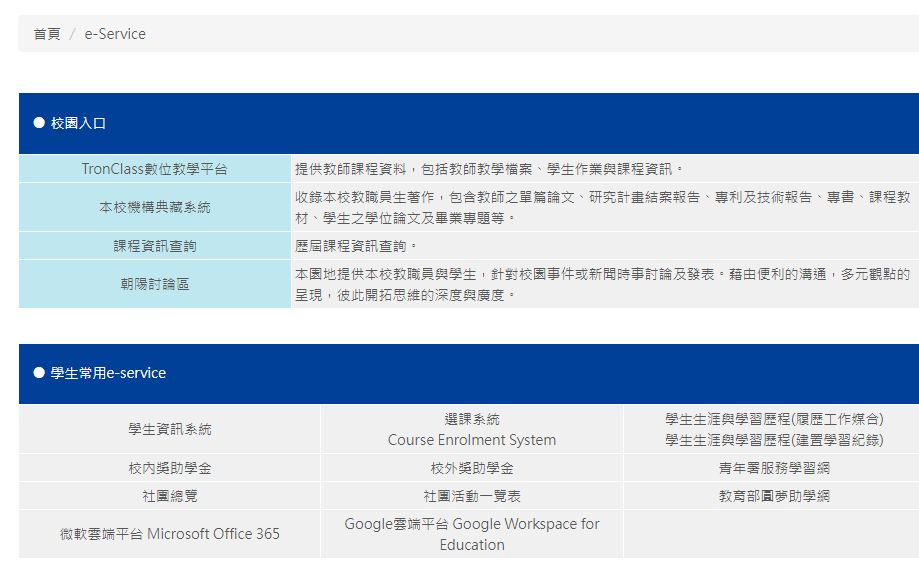 首頁 / e-Service
● 校園入口
TronClass數位教學平台
提供教師課程資料，包括教師教學檔案、學生作業與課程資訊。
本校機構典藏系統
收錄本校教職員生著作，包含教師之單篇論文、研究計畫結案報告、專利及技術報告、專書、課程教
材、學生之學位論文及畢業專題等。
課程資訊查詢
歷屆課程資訊查詢。
朝陽討論區
本園地提供本校教職員與學生，針對校園事件或新聞時事討論及發表。藉由便利的溝通，多元觀點的
呈現，彼此開拓思維的深度與廣度。
● 學生常用e-service
學生資訊系統
選課系統
Course Enrolment System
學生生涯與學習歷程(履歷工作媒合)
學生生涯與學習歷程(建置學習紀錄)
校內獎助學金
校外獎助學金
青年署服務學習網
社團總覽
社團活動一覽表
教育部圓夢助學網
微軟雲端平台 Microsoft Office 365
Google雲端平台 Google Workspace for
Education